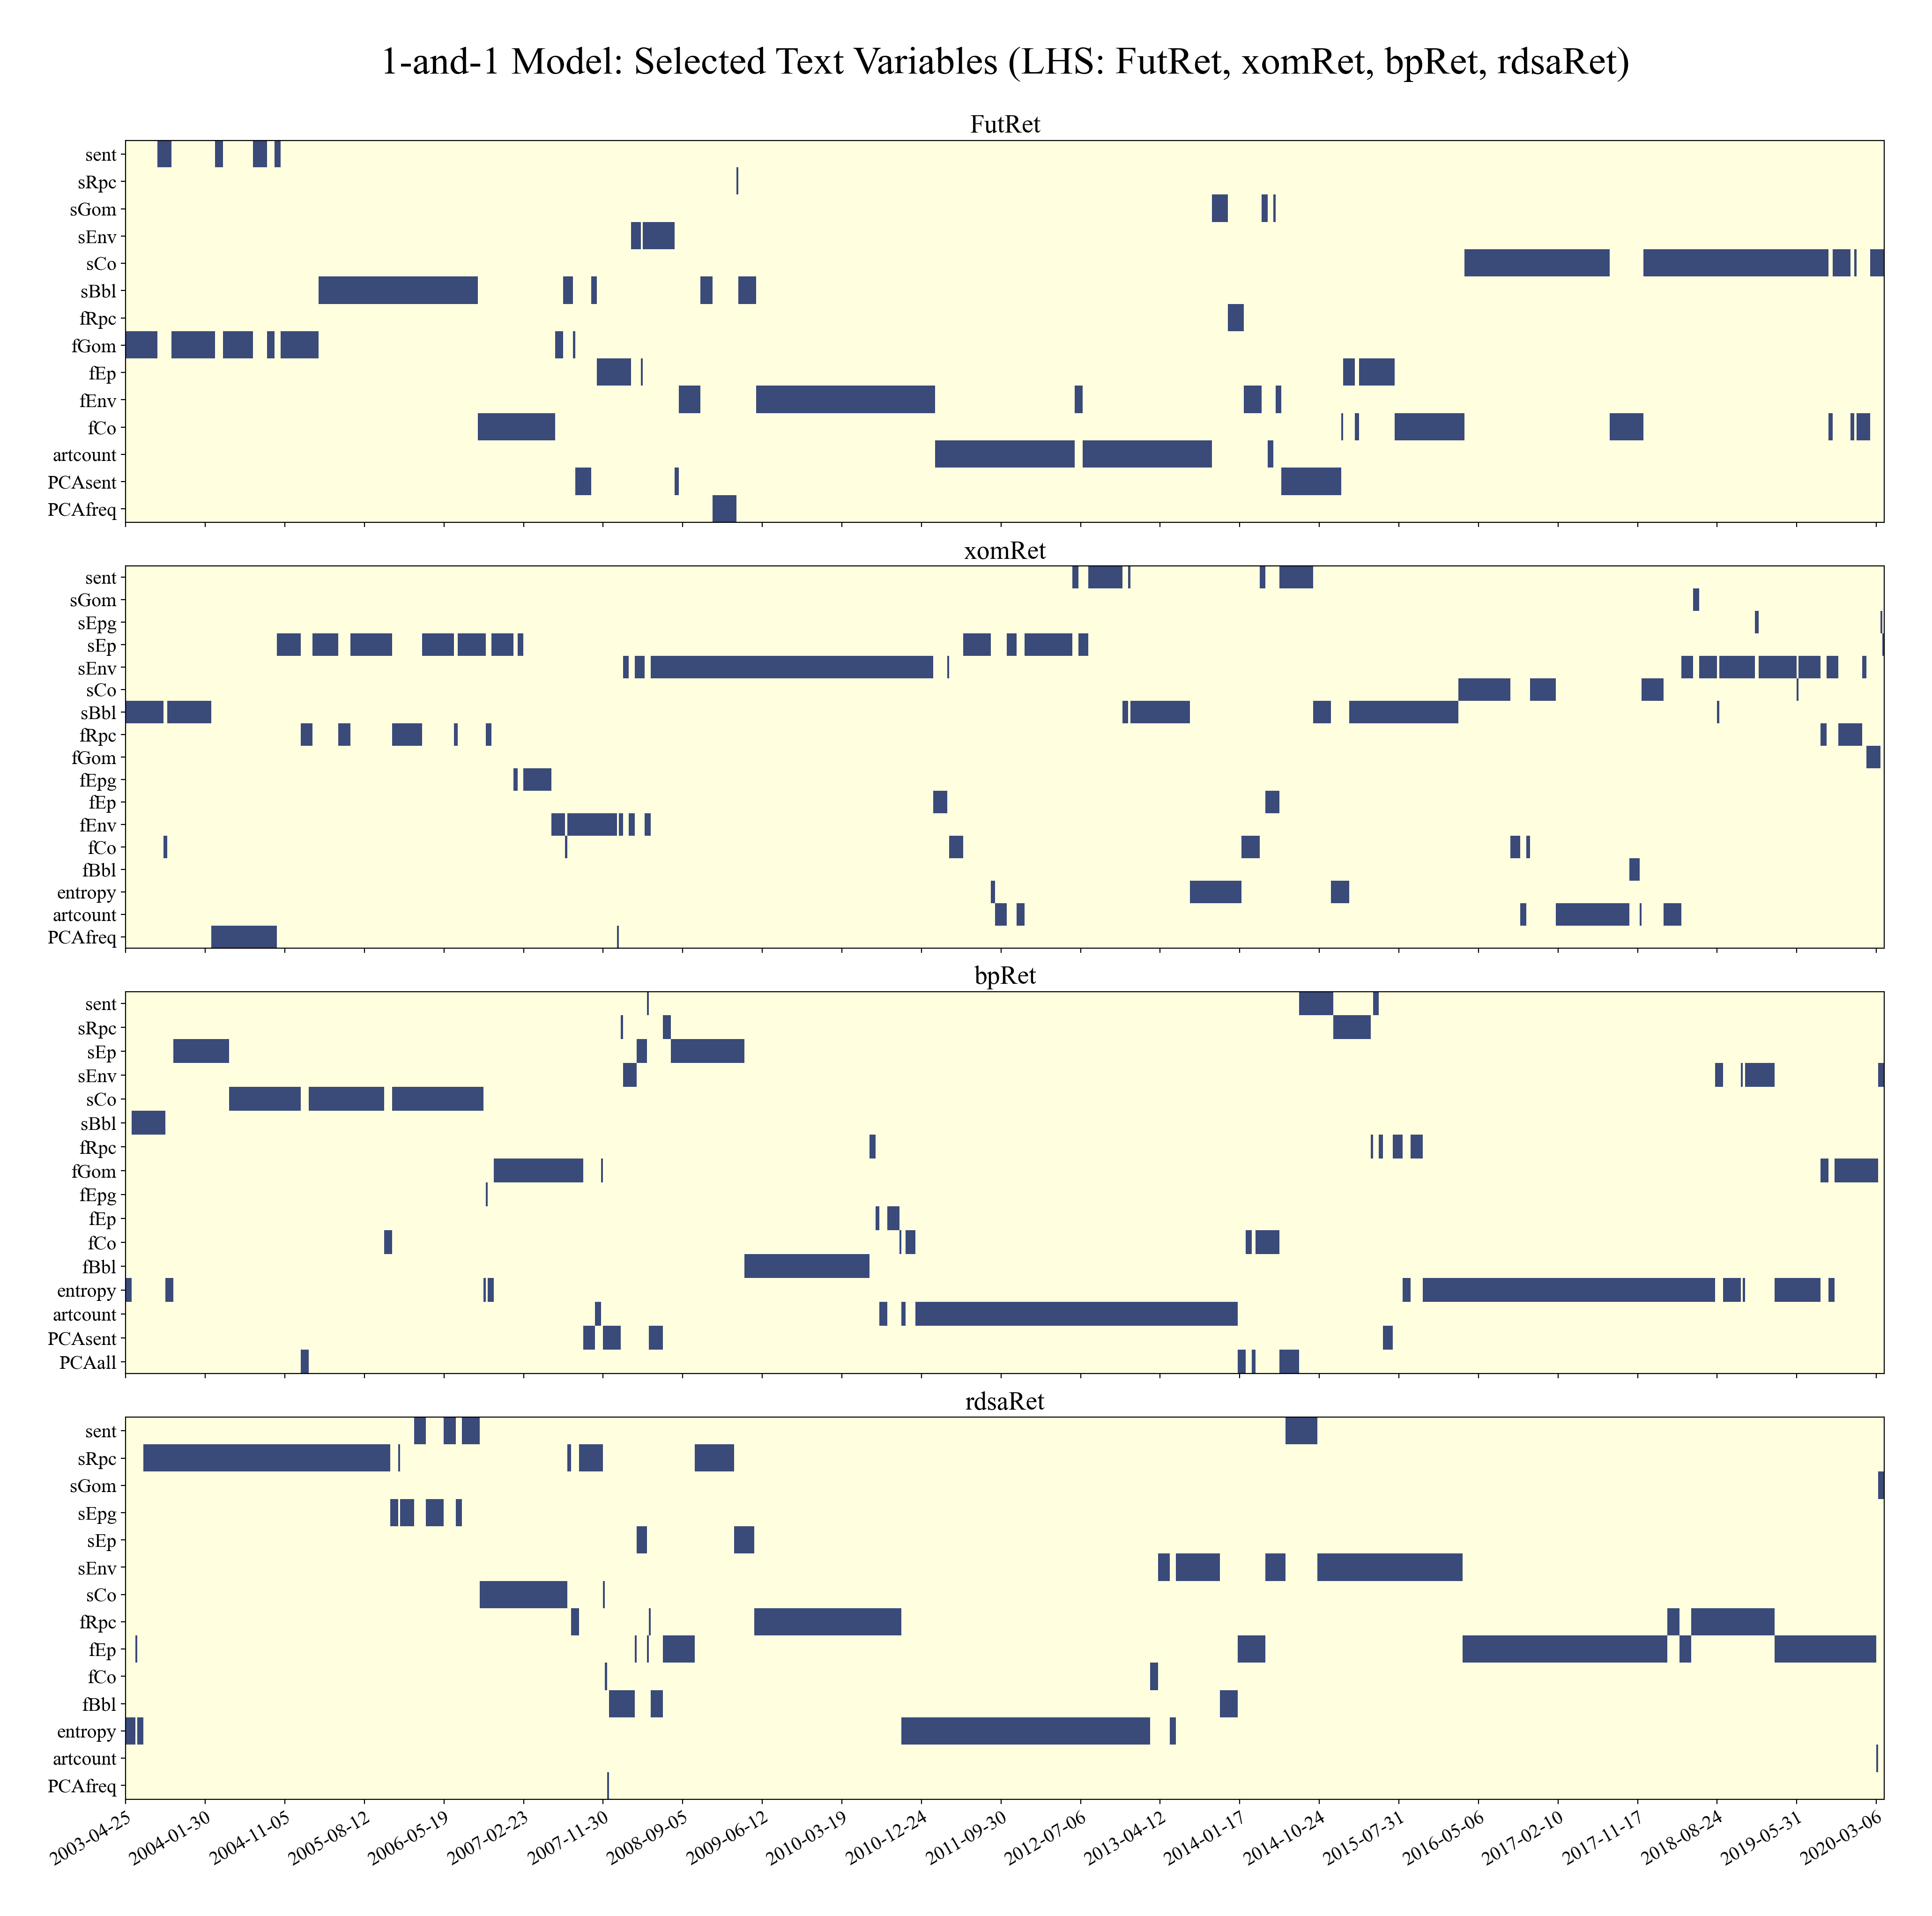 1-and-1 Model: Selected Text Variables (LHS: FutRet, xomRet, bpRet, rdsaRet)
FutRet
sent
sRpc
sGom
sEnv
sCo
sBbl
fRpc
fGom
fEp
fEnv
fCo
artcount
PCAsent
PCAfreq
xomRet
sent
sGom
sEpg
sEp
sEnv
sCo
sBbl
fRpc
fGom
fEpg
fEp
fEnv
fCo
fBbl
entropy
artcount
PCAfreq
bpRet
sent
sRpc
sEp
sEnv
sCo
sBbl
fRpc
fGom
fEpg
fEp
fCo
fBbl
entropy
artcount
PCAsent
PCAall
rdsaRet
sent
sRpc
sGom
sEpg
sEp
sEnv
sCo
fRpc
fEp
fCo
fBbl
entropy
artcount
PCAfreq
2003-04-25
2004-01-30
2004-11-05
2005-08-12
2006-05-19
2007-02-23
2007-11-30
2008-09-05
2009-06-12
2010-03-19
2010-12-24
2011-09-30
2012-07-06
2013-04-12
2014-01-17
2014-10-24
2015-07-31
2016-05-06
2017-02-10
2017-11-17
2018-08-24
2019-05-31
2020-03-06